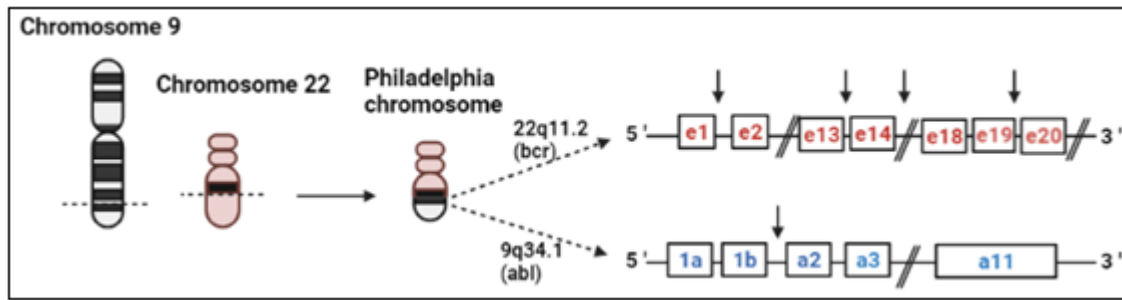 Chromosome 9
Chromosome 22
Philadelphia
chromosome
22q11.2
(bcr)
5 ' e1 e2 e13 e14 e18 e19 e20 3 '
9q34.1
(abl)
5 ' 1a 1b a2 a3 a11 3 '